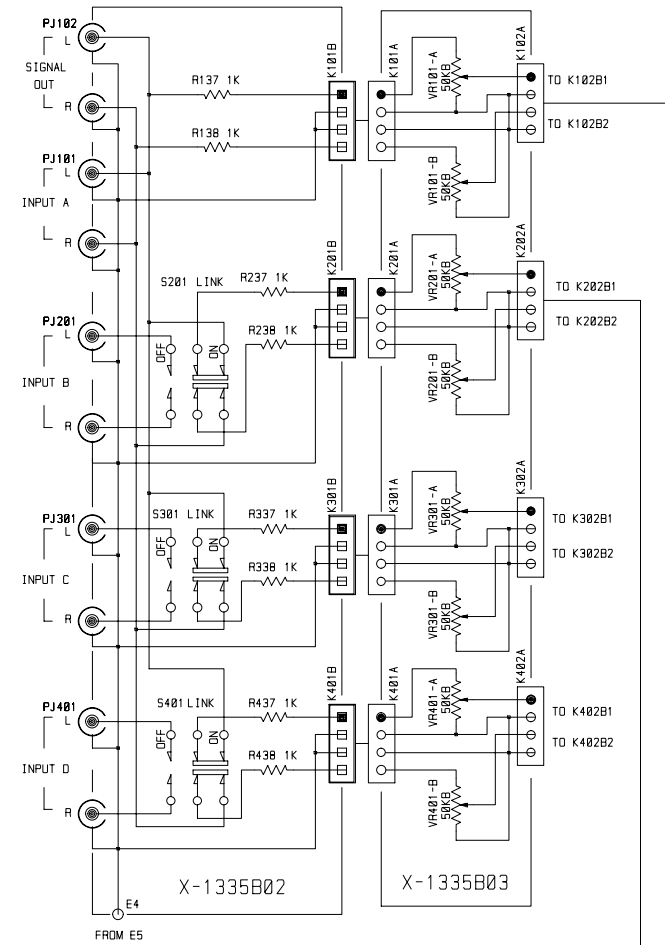 PJ102
L
SIGNAL
OUT
R
R137 1K
R138 1K
K101B
K101A
VR101-A
50KB
VR101-B
50KB
K102A
TO K102B1
TO K102B2
PJ101
L
INPUT A
R
PJ201
L
INPUT B
R
S201 LINK
OFF
ON
R237 1K
R238 1K
K201B
K201A
VR201-A
50KB
VR201-B
50KB
K202A
TO K202B1
TO K202B2
PJ301
L
INPUT C
R
S301 LINK
OFF
ON
R337 1K
R338 1K
K301B
K301A
VR301-A
50KB
VR301-B
50KB
K302A
TO K302B1
TO K302B2
PJ401
L
INPUT D
R
S401 LINK
OFF
ON
R437 1K
R438 1K
K401B
K401A
VR401-A
50KB
VR401-B
50KB
K402A
TO K402B1
TO K402B2
X-1335B02
X-1335B03
E4
FROM E5